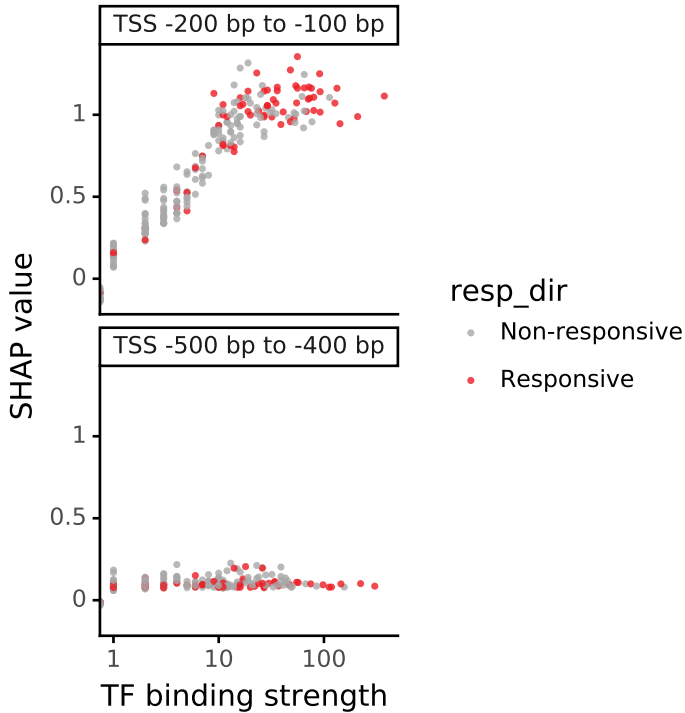 TSS -200 bp to -100 bp
1
0.5
0
TSS -500 bp to -400 bp
1
0.5
0
1 10 100
TF binding strength
SHAP value
resp_dir
Non-responsive
Responsive